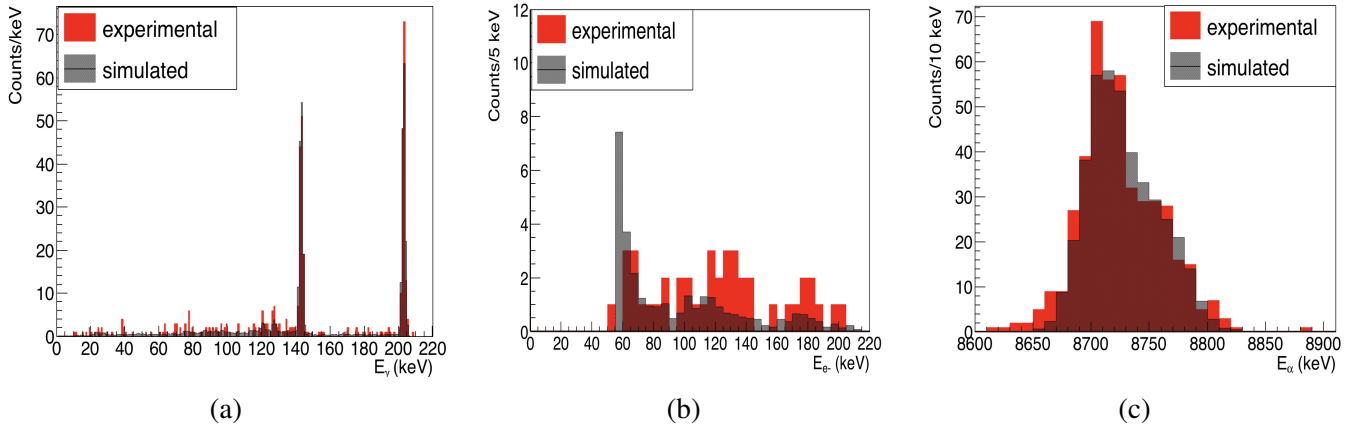 Counts/keV
70
60
50
40
30
20
10
0
experimental
simulated
0 20 40 60 80 100 120 140 160 180 200 220
Eγ (keV)
(a)
Counts/5 keV
12
10
8
6
4
2
0
experimental
simulated
0 20 40 60 80 100 120 140 160 180 200 220
Ee- (keV)
(b)
Counts/10 keV
70
60
50
40
30
20
10
0
experimental
simulated
8600 8650 8700 8750 8800 8850 8900
Eα (keV)
(c)